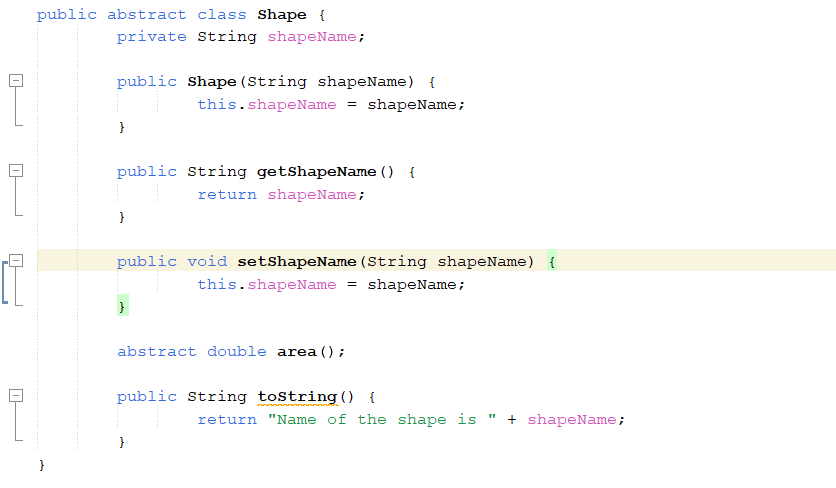 public abstract class Shape {
private String shapeName;
public Shape(String shapeName) {
this.shapeName = shapeName;
}
public String getShapeName() {
return shapeName;
}
public void setShapeName(String shapeName) {
this.shapeName = shapeName;
}
abstract double area();
public String toString() {
return "Name of the shape is " + shapeName;
}
}